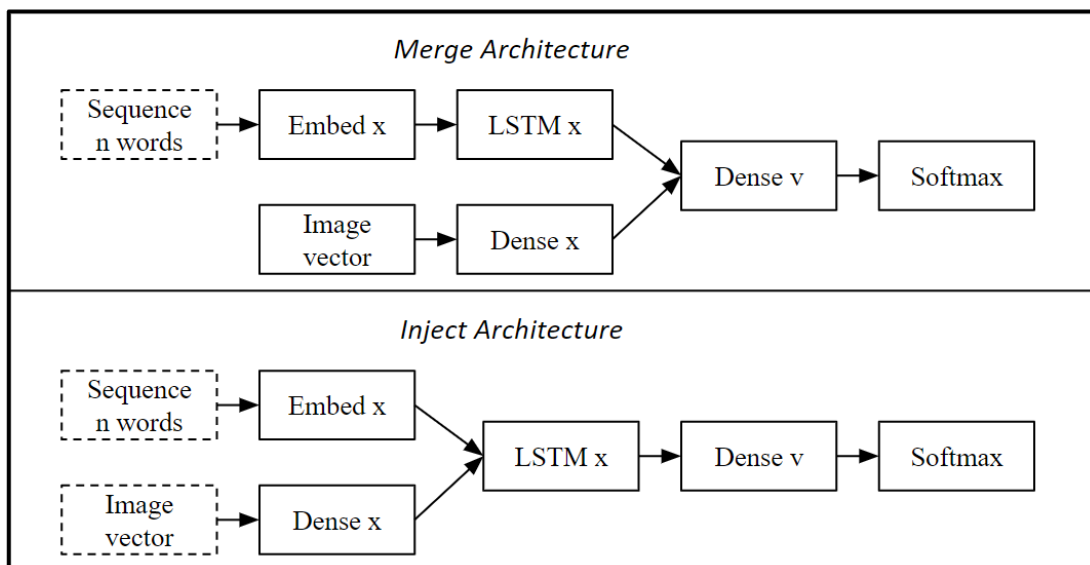 Merge Architecture
Sequence
n words
Embed x
LSTM x
Image
vector
Dense x
Dense v
Softmax
Inject Architecture
Sequence
n words
Embed x
Image
vector
Dense x
LSTM x
Dense v
Softmax